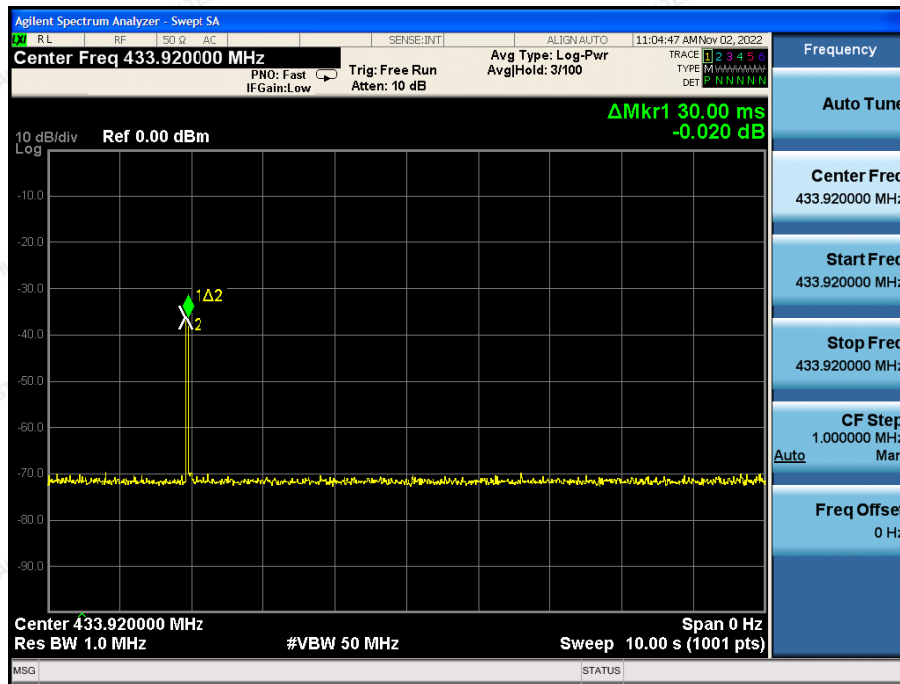 Agilent Spectrum Analyzer - Swept SA
LXI RL RF 50 Ω AC SENSE:INT ALIGN AUTO 11:04:47 AM Nov 02, 2022
Center Freq 433.920000 MHz
PNO: Fast
IFGain:Low
Trig: Free Run
Atten: 10 dB
Avg Type: Log-Pwr
Avg|Hold: 3/100
TRACE 1 2 3 4 5 6
TYPE M WWWWW
DET P N N N N N
ΔMkr1 30.00 ms
-0.020 dB
10 dB/div Ref 0.00 dBm
Log
-10.0
-20.0
-30.0
1Δ2
2
-40.0
-50.0
-60.0
-70.0
-80.0
-90.0
Center 433.920000 MHz Span 0 Hz
Res BW 1.0 MHz #VBW 50 MHz Sweep 10.00 s (1001 pts)
MSG STATUS
Frequency
Auto Tune
Center Freq
433.920000 MHz
Start Freq
433.920000 MHz
Stop Freq
433.920000 MHz
CF Step
1.000000 MHz
Auto Man
Freq Offset
0 Hz